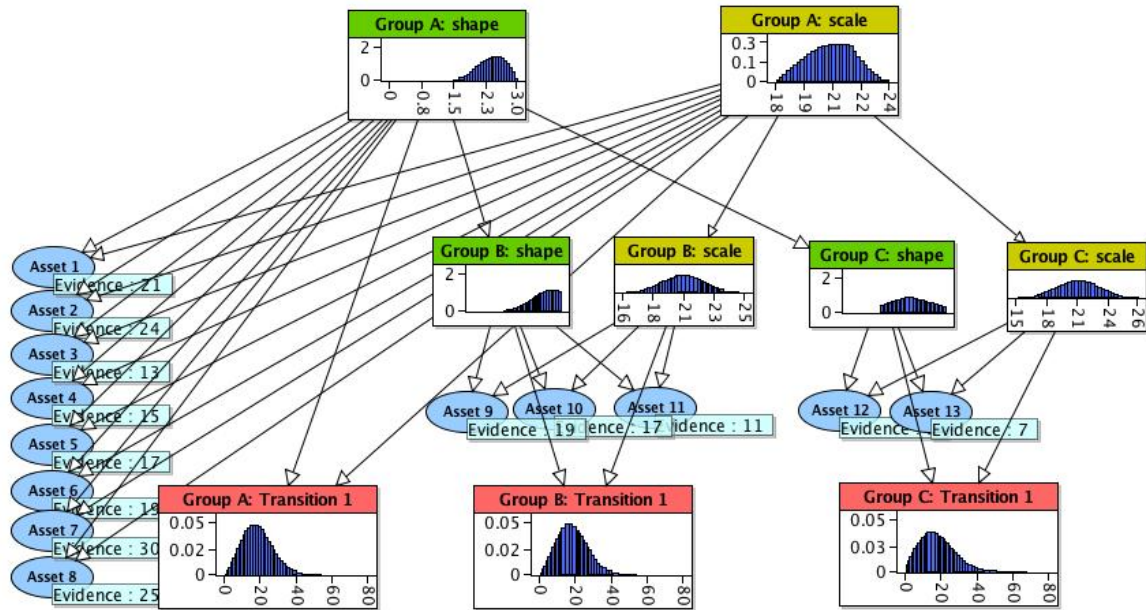 Group A: shape
2
0
0
0.8
1.5
2.3
3.0
Group A: scale
0.3
0.1
0
18
19
21
22
24
Asset 1
Evidence : 21
Asset 2
Evidence : 24
Asset 3
Evidence : 13
Asset 4
Evidence : 15
Asset 5
Evidence : 17
Asset 6
Evidence : 19
Asset 7
Evidence : 30
Asset 8
Evidence : 25
Group B: shape
2
0
Group B: scale
16
18
21
23
25
Group C: shape
2
0
Group C: scale
15
18
21
24
26
Asset 9
Evidence : 19
Asset 10
Evidence : 17
Asset 11
Evidence : 11
Asset 12
Evidence
Asset 13
Evidence : 7
Group A: Transition 1
0.05
0.02
0
0
20
40
60
80
Group B: Transition 1
0.05
0.02
0
0
20
40
60
80
Group C: Transition 1
0.05
0.03
0
0
20
40
60
80